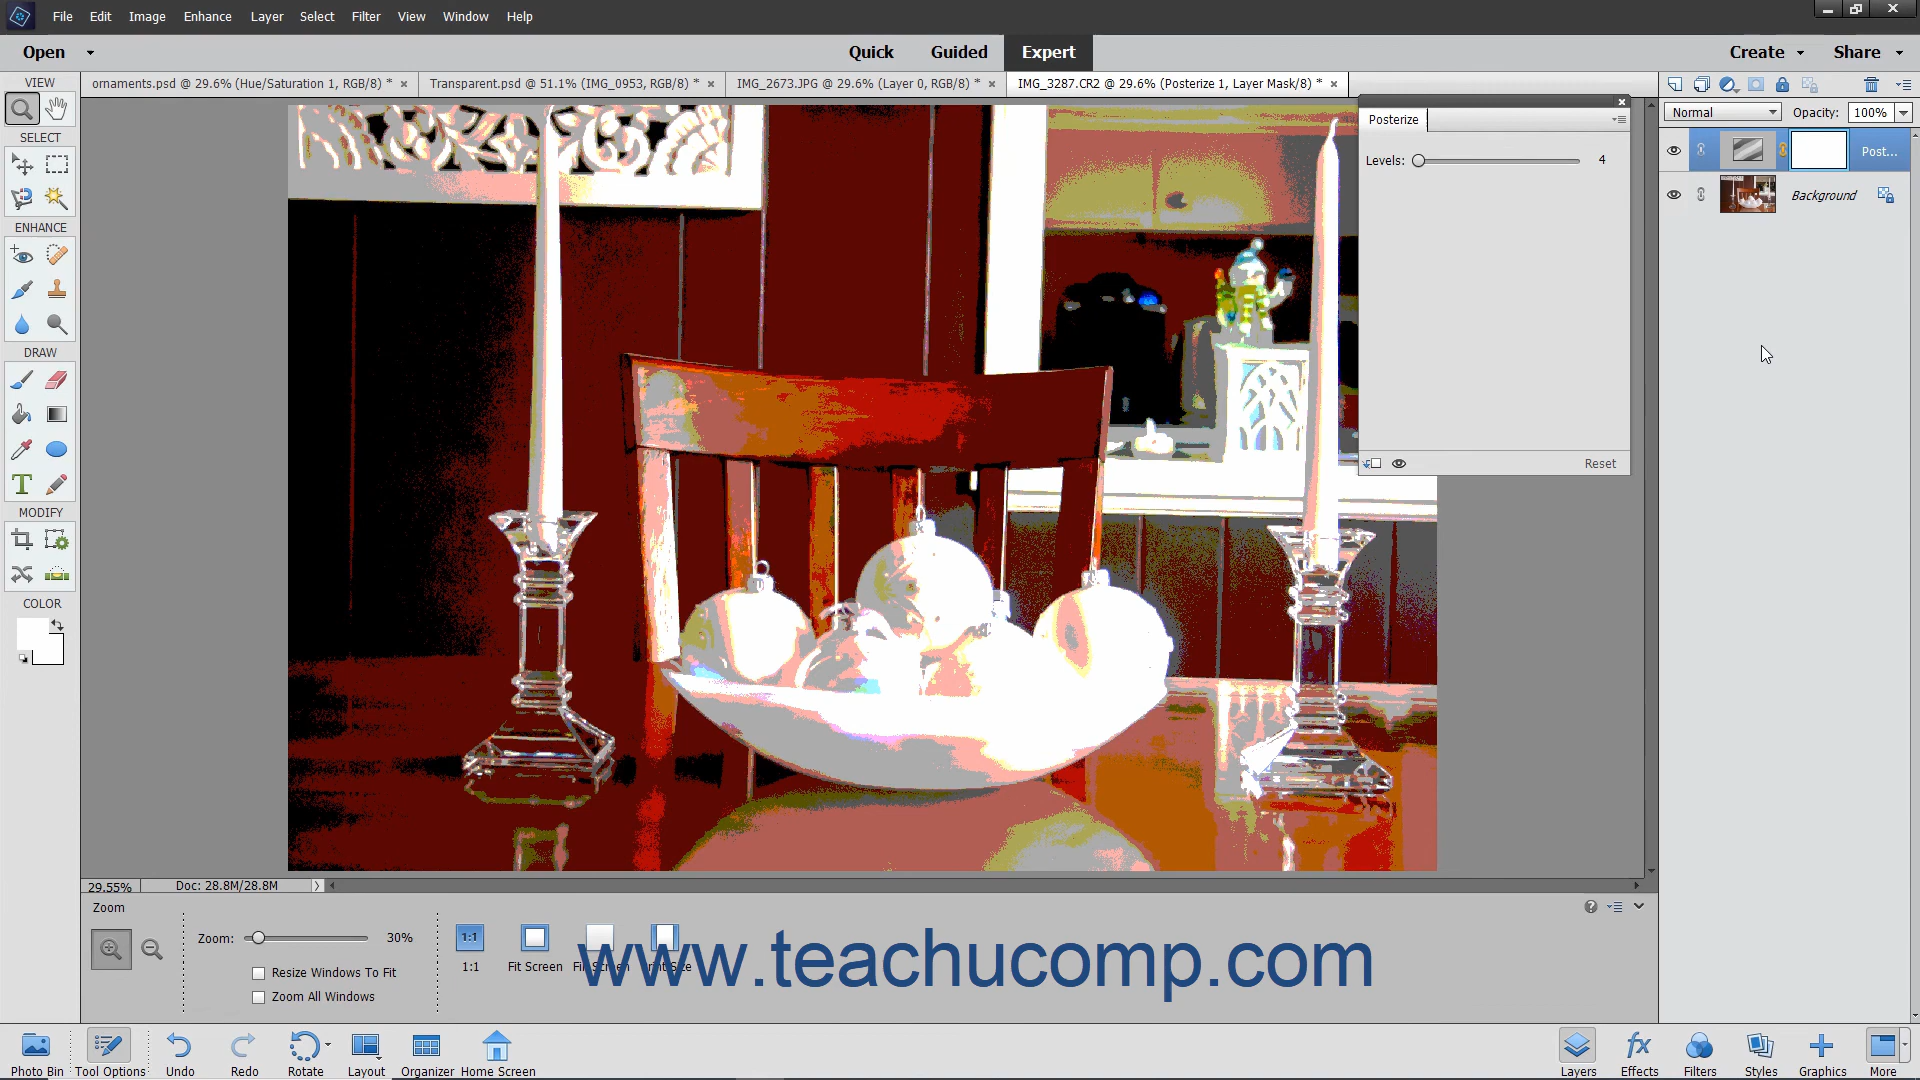 File Edit Image Enhance Layer Select Filter View Window Help
Open Quick Guided Expert Create Share
VIEW
ornaments.psd @ 29.6% (Hue/Saturation 1, RGB/8) * Transparent.psd @ 51.1% (IMG_0953, RGB/8) * IMG_2673.JPG @ 29.6% (Layer 0, RGB/8) * IMG_3287.CR2 @ 29.6% (Posterize 1, Layer Mask/8) *
Normal Opacity: 100%
Posterize
SELECT
Levels: 4
Post...
Background
ENHANCE
DRAW
Reset
MODIFY
COLOR
29.55% Doc: 28.8M/28.8M
Zoom
Zoom: 30%
1:1
1:1 Fit Screen
Resize Windows To Fit
Zoom All Windows
www.teachucomp.com
Photo Bin Tool Options Undo Redo Rotate Layout Organizer Home Screen Layers Effects Filters Styles Graphics More